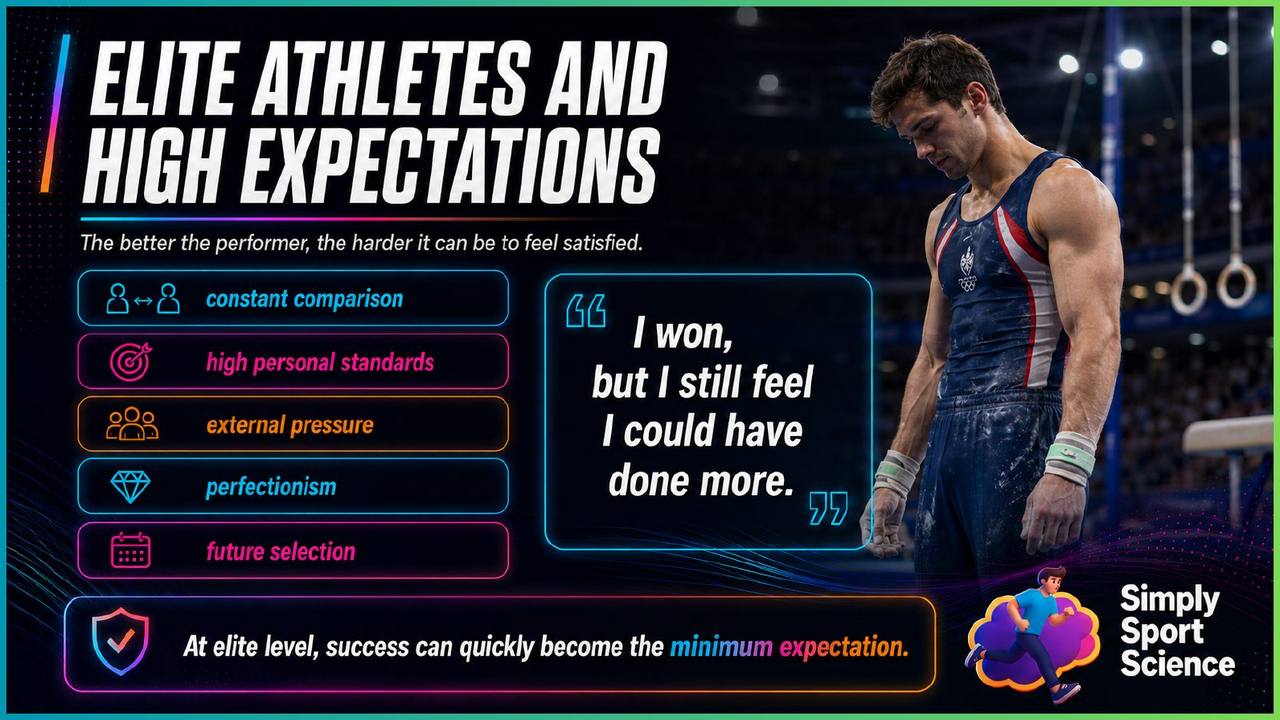 ELITE ATHLETES AND
HIGH EXPECTATIONS
The better the performer, the harder it can be to feel satisfied.
constant comparison
high personal standards
external pressure
perfectionism
future selection
“ I won,
but I still feel
I could have
done more. ”
At elite level, success can quickly become the minimum expectation.
Simply
Sport
Science